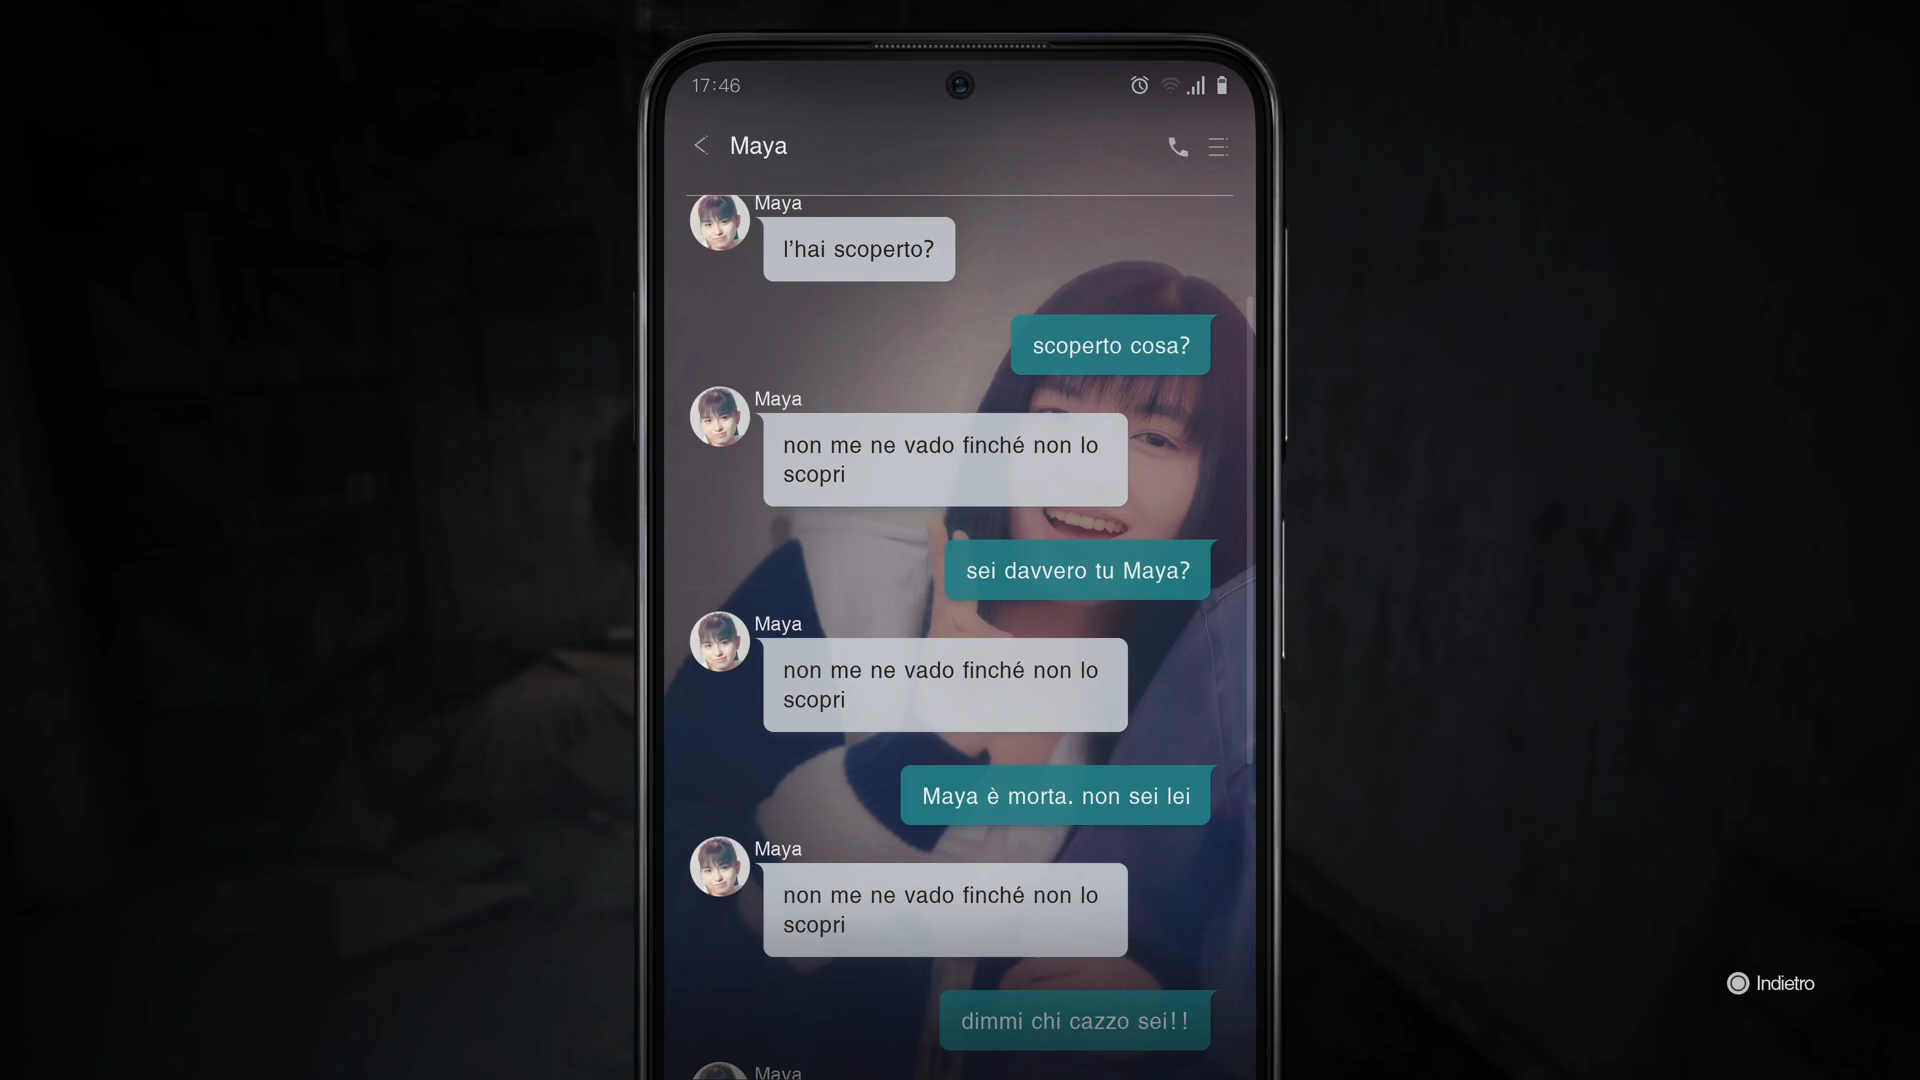 17:46
Maya
Maya
l'hai scoperto?
scoperto cosa?
Maya
non me ne vado finché non lo
scopri
sei davvero tu Maya?
Maya
non me ne vado finché non lo
scopri
Maya è morta. non sei lei
Maya
non me ne vado finché non lo
scopri
dimmi chi cazzo sei!!
Maya
Indietro